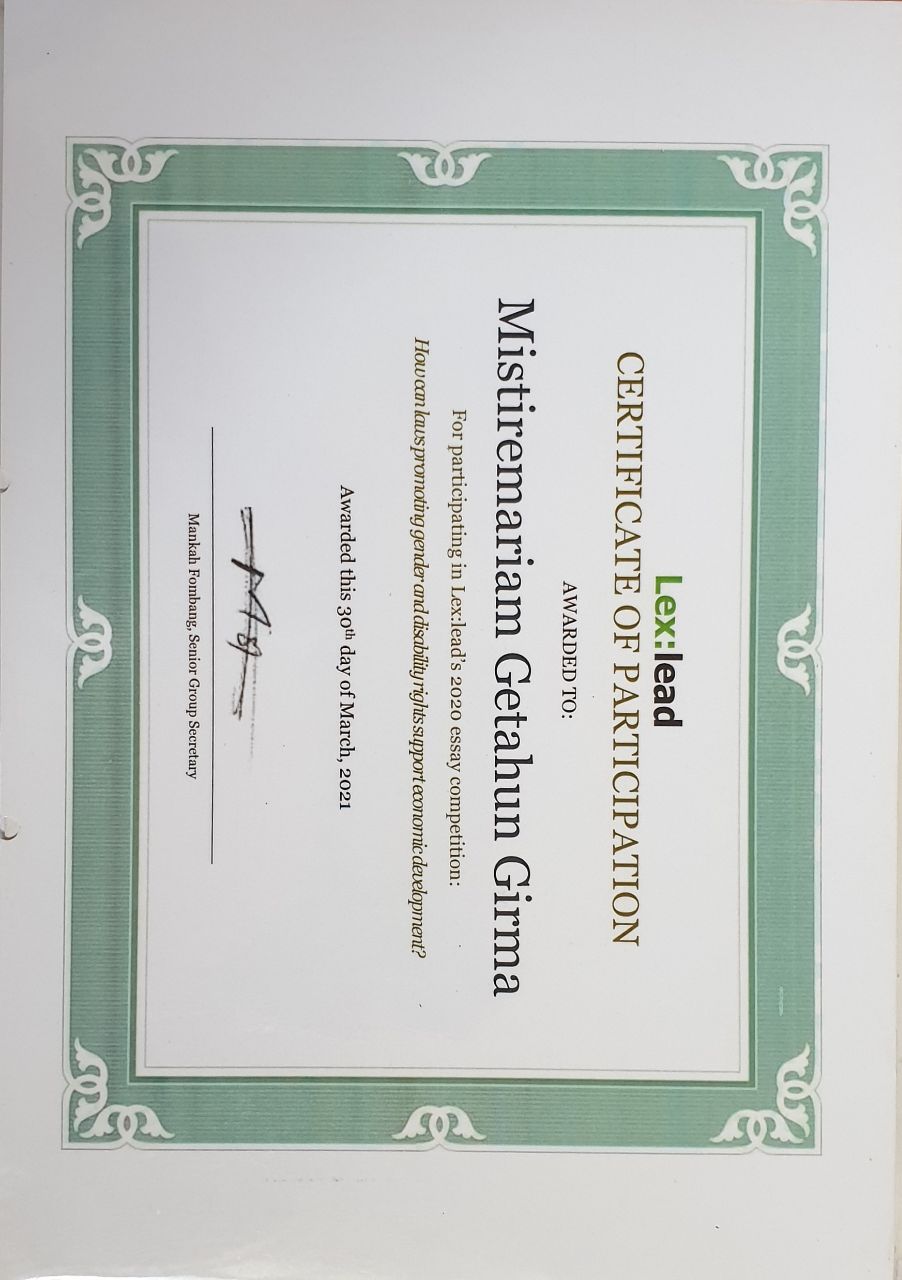 Lex:lead
CERTIFICATE OF PARTICIPATION
AWARDED TO:
Mistiremariam Getahun Girma
For participating in Lex:lead's 2020 essay competition:
How can laws promoting gender and disability rights support economic development?
Awarded this 30th day of March, 2021
Mankah Fombang, Senior Group Secretary